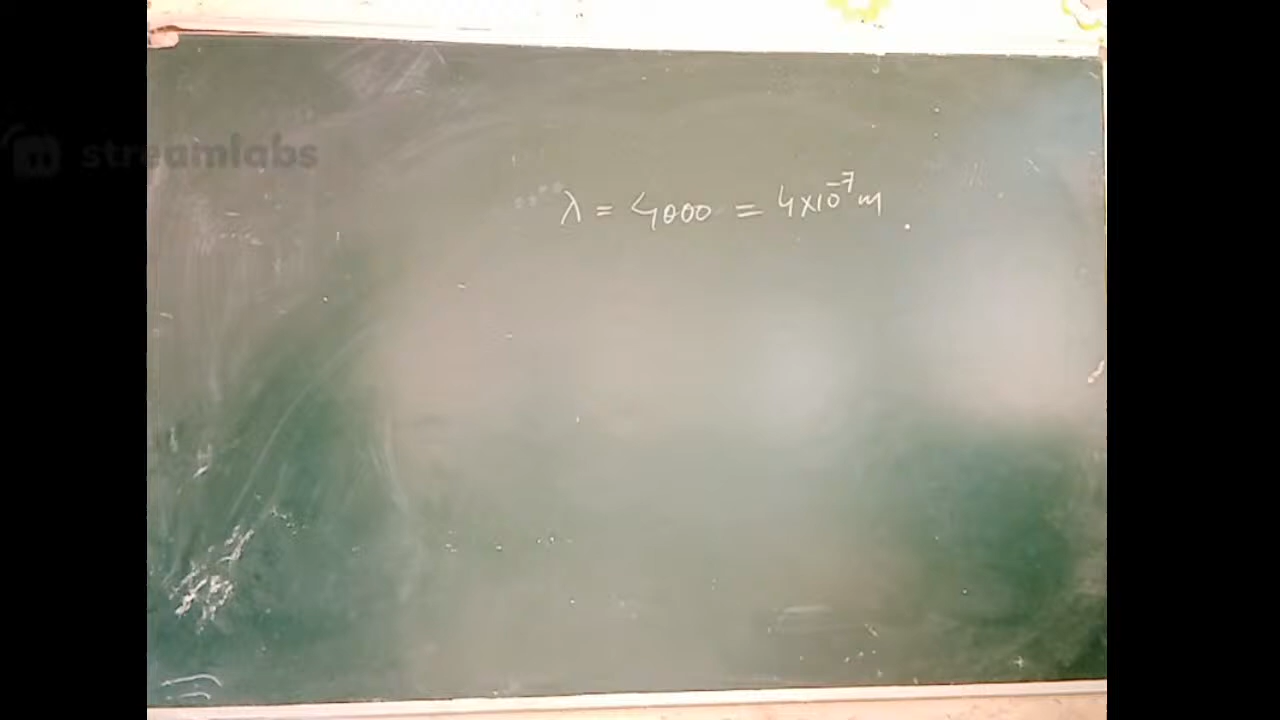 streamlabs
λ = 4000 = 4×10⁻⁷ m